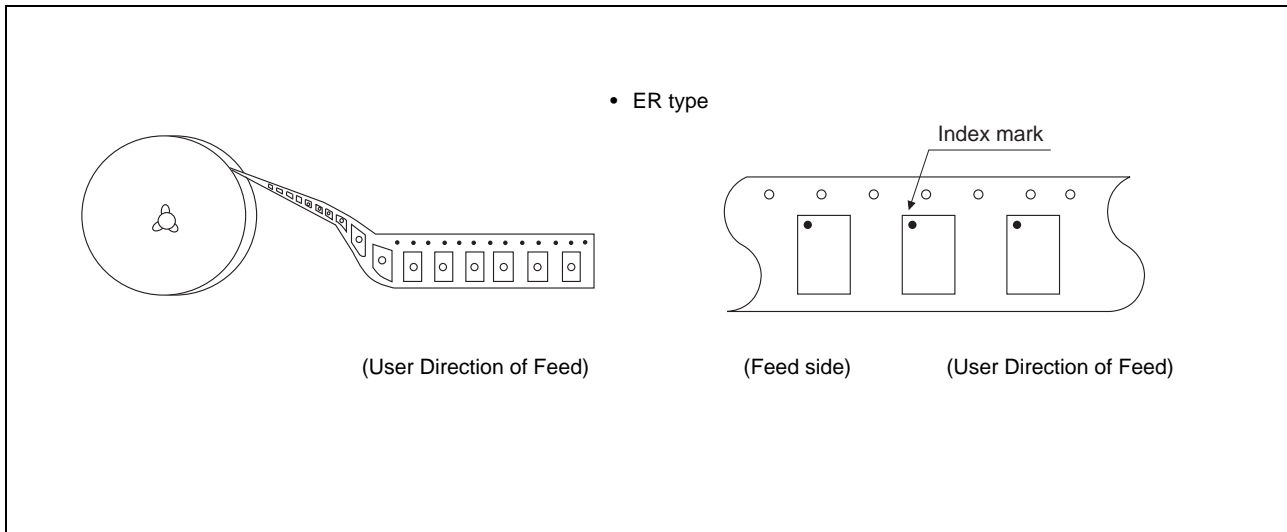 • ER type
Index mark
(User Direction of Feed)
(Feed side)
(User Direction of Feed)